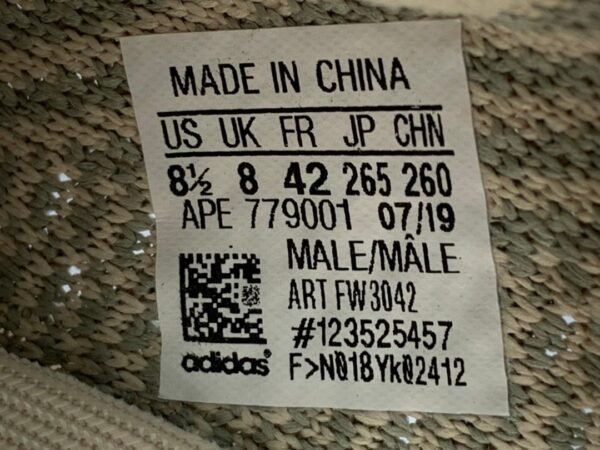 MADE IN CHINA
US UK FR JP CHN
8½ 8 42 265 260
APE 779001 07/19
MALE/MÂLE
ART FW3042
#123525457
adidas F>N018Yk02412